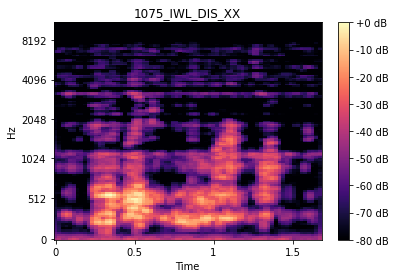 1075_IWL_DIS_XX
8192
4096
2048
1024
512
0
Hz
0
0.5
1
1.5
Time
+0 dB
-10 dB
-20 dB
-30 dB
-40 dB
-50 dB
-60 dB
-70 dB
-80 dB